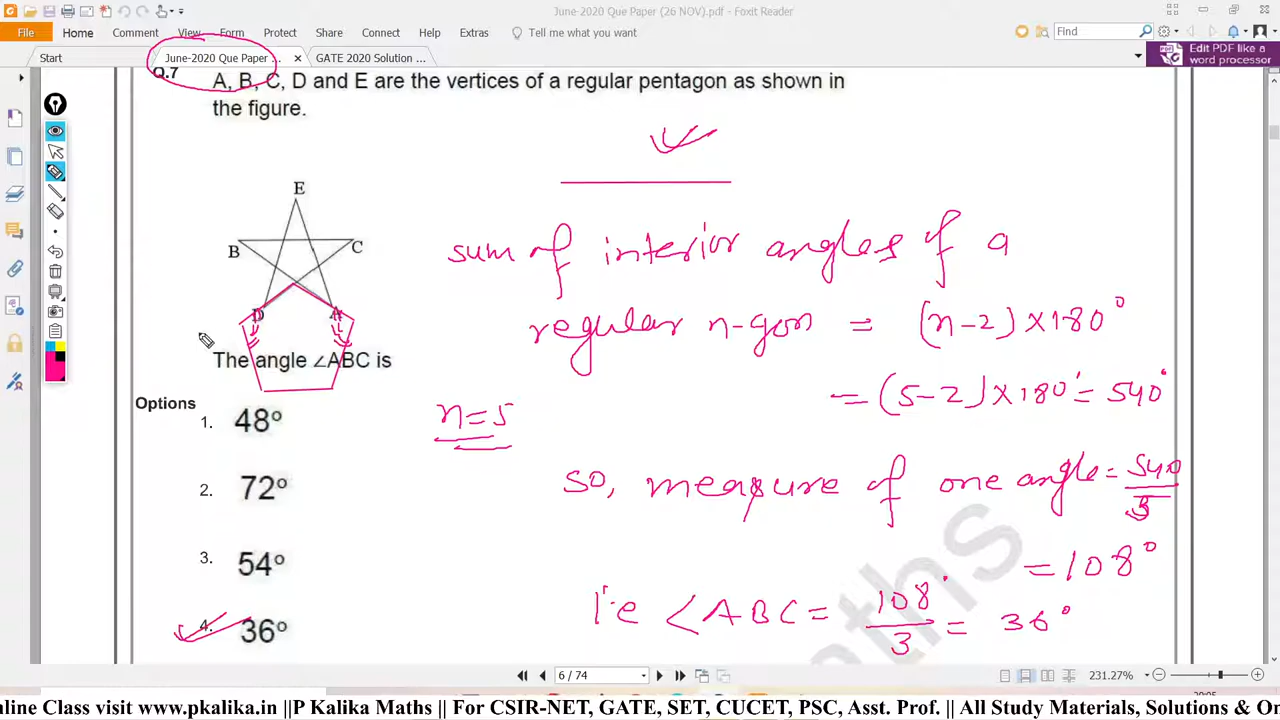 June-2020 Que Paper (26 NOV).pdf - Foxit Reader
File Home Comment View Form Protect Share Connect Help Extras Tell me what you want Find
Start June-2020 Que Paper ... × GATE 2020 Solution ... Edit PDF like a word processor
Q.7
A, B, C, D and E are the vertices of a regular pentagon as shown in
the figure.
E
B
C
D
A
sum of interior angles of a
regular n-gon = (n-2)×180°
= (5-2)×180° = 540°
The angle ∠ABC is
Options
n=5
1. 48°
so, measure of one angle = 540/5
2. 72°
= 108°
3. 54°
i.e ∠ABC = 108°/3 = 36°
4. 36°
aths
6 / 74
231.27%
20:05
nline Class visit www.pkalika.in ||P Kalika Maths || For CSIR-NET, GATE, SET, CUCET, PSC, Asst. Prof. || All Study Materials, Solutions & On